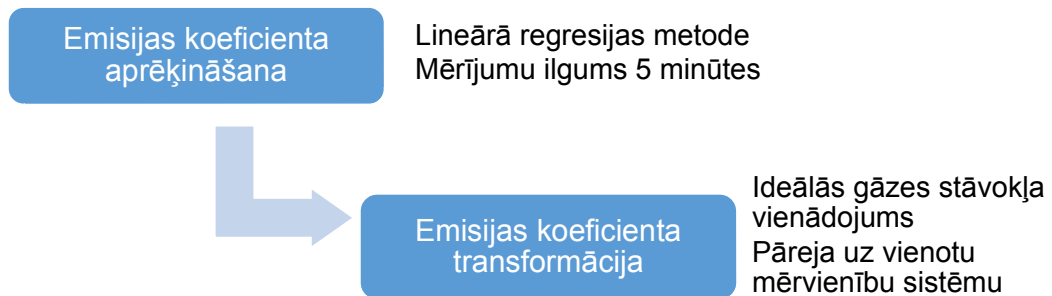 Emisijas koeficienta
aprēķināšana
Lineārā regresijas metode
Mērījumu ilgums 5 minūtes
Emisijas koeficienta
transformācija
Ideālās gāzes stāvokļa
vienādojums
Pāreja uz vienotu
mērvienību sistēmu